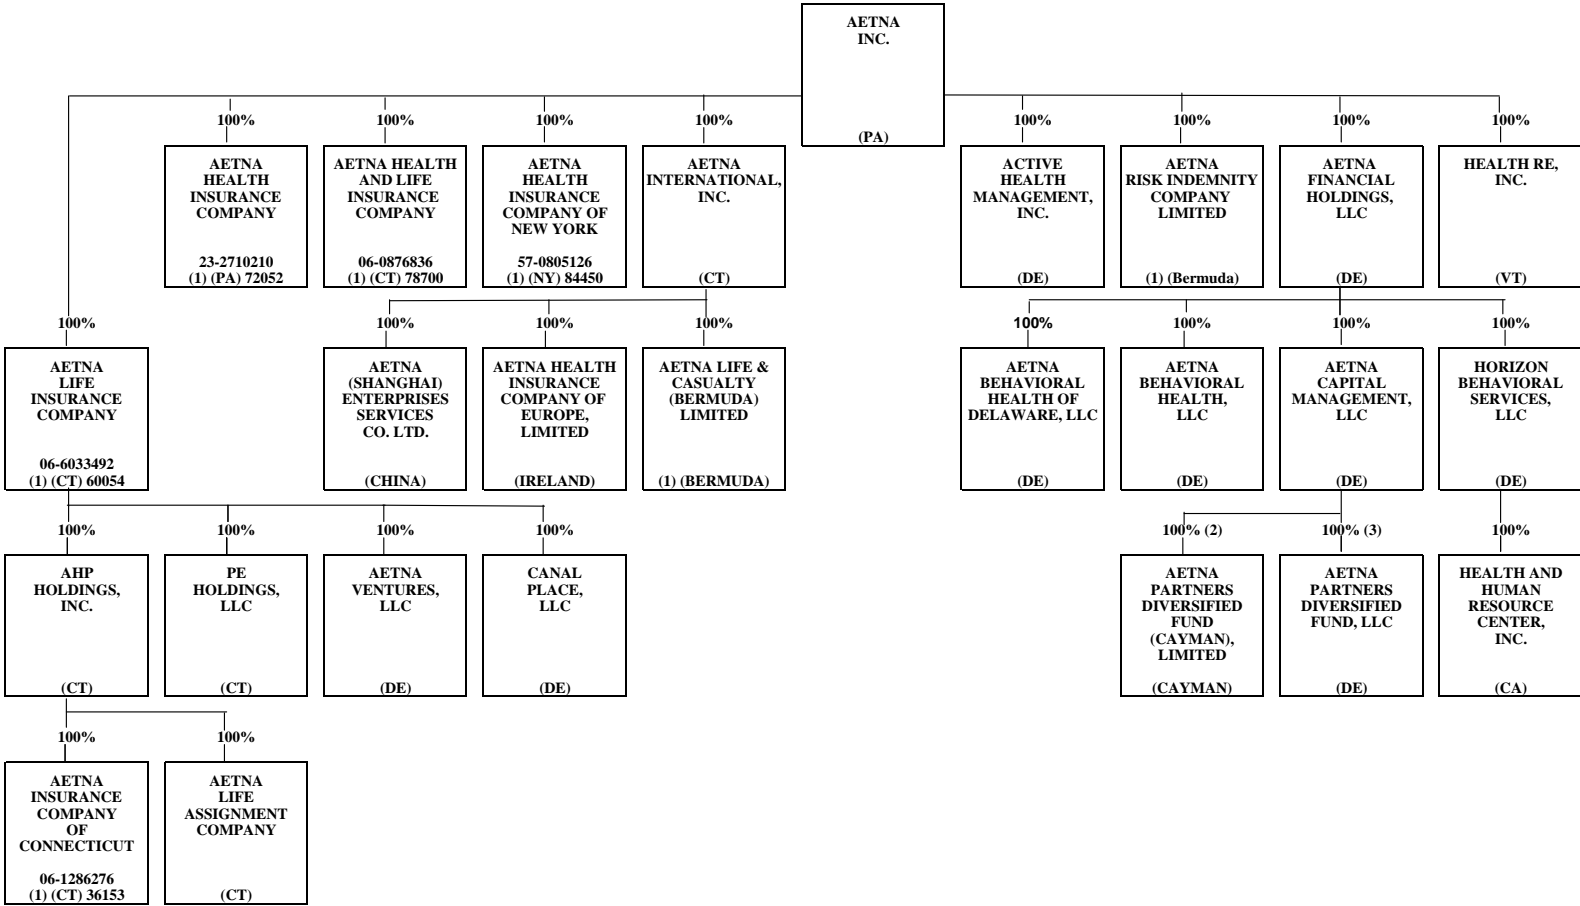 AETNA
INC.
(PA)
100%
100%
100%
100%
100%
100%
100%
100%
AETNA
HEALTH
INSURANCE
COMPANY
23-2710210
(1) (PA) 72052
AETNA HEALTH
AND LIFE
INSURANCE
COMPANY
06-0876836
(1) (CT) 78700
AETNA
HEALTH
INSURANCE
COMPANY OF
NEW YORK
57-0805126
(1) (NY) 84450
AETNA
INTERNATIONAL,
INC.
(CT)
ACTIVE
HEALTH
MANAGEMENT,
INC.
(DE)
AETNA
RISK INDEMNITY
COMPANY
LIMITED
(1) (Bermuda)
AETNA
FINANCIAL
HOLDINGS,
LLC
(DE)
HEALTH RE,
INC.
(VT)
100%
100%
100%
100%
100%
100%
100%
100%
AETNA
LIFE
INSURANCE
COMPANY
06-6033492
(1) (CT) 60054
AETNA
(SHANGHAI)
ENTERPRISES
SERVICES
CO. LTD.
(CHINA)
AETNA HEALTH
INSURANCE
COMPANY OF
EUROPE,
LIMITED
(IRELAND)
AETNA LIFE &
CASUALTY
(BERMUDA)
LIMITED
(1) (BERMUDA)
AETNA
BEHAVIORAL
HEALTH OF
DELAWARE, LLC
(DE)
AETNA
BEHAVIORAL
HEALTH,
LLC
(DE)
AETNA
CAPITAL
MANAGEMENT,
LLC
(DE)
HORIZON
BEHAVIORAL
SERVICES,
LLC
(DE)
100%
100%
100%
100%
100% (2)
100% (3)
100%
AHP
HOLDINGS,
INC.
(CT)
PE
HOLDINGS,
LLC
(CT)
AETNA
VENTURES,
LLC
(DE)
CANAL
PLACE,
LLC
(DE)
AETNA
PARTNERS
DIVERSIFIED
FUND
(CAYMAN),
LIMITED
(CAYMAN)
AETNA
PARTNERS
DIVERSIFIED
FUND, LLC
(DE)
HEALTH AND
HUMAN
RESOURCE
CENTER,
INC.
(CA)
100%
100%
AETNA
INSURANCE
COMPANY
OF
CONNECTICUT
06-1286276
(1) (CT) 36153
AETNA
LIFE
ASSIGNMENT
COMPANY
(CT)